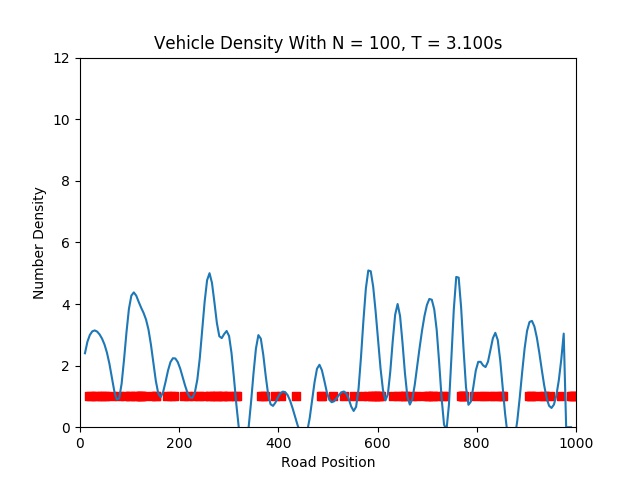 Vehicle Density With N = 100, T = 3.100s
12
10
8
6
4
2
0
Number Density
0 200 400 600 800 1000
Road Position